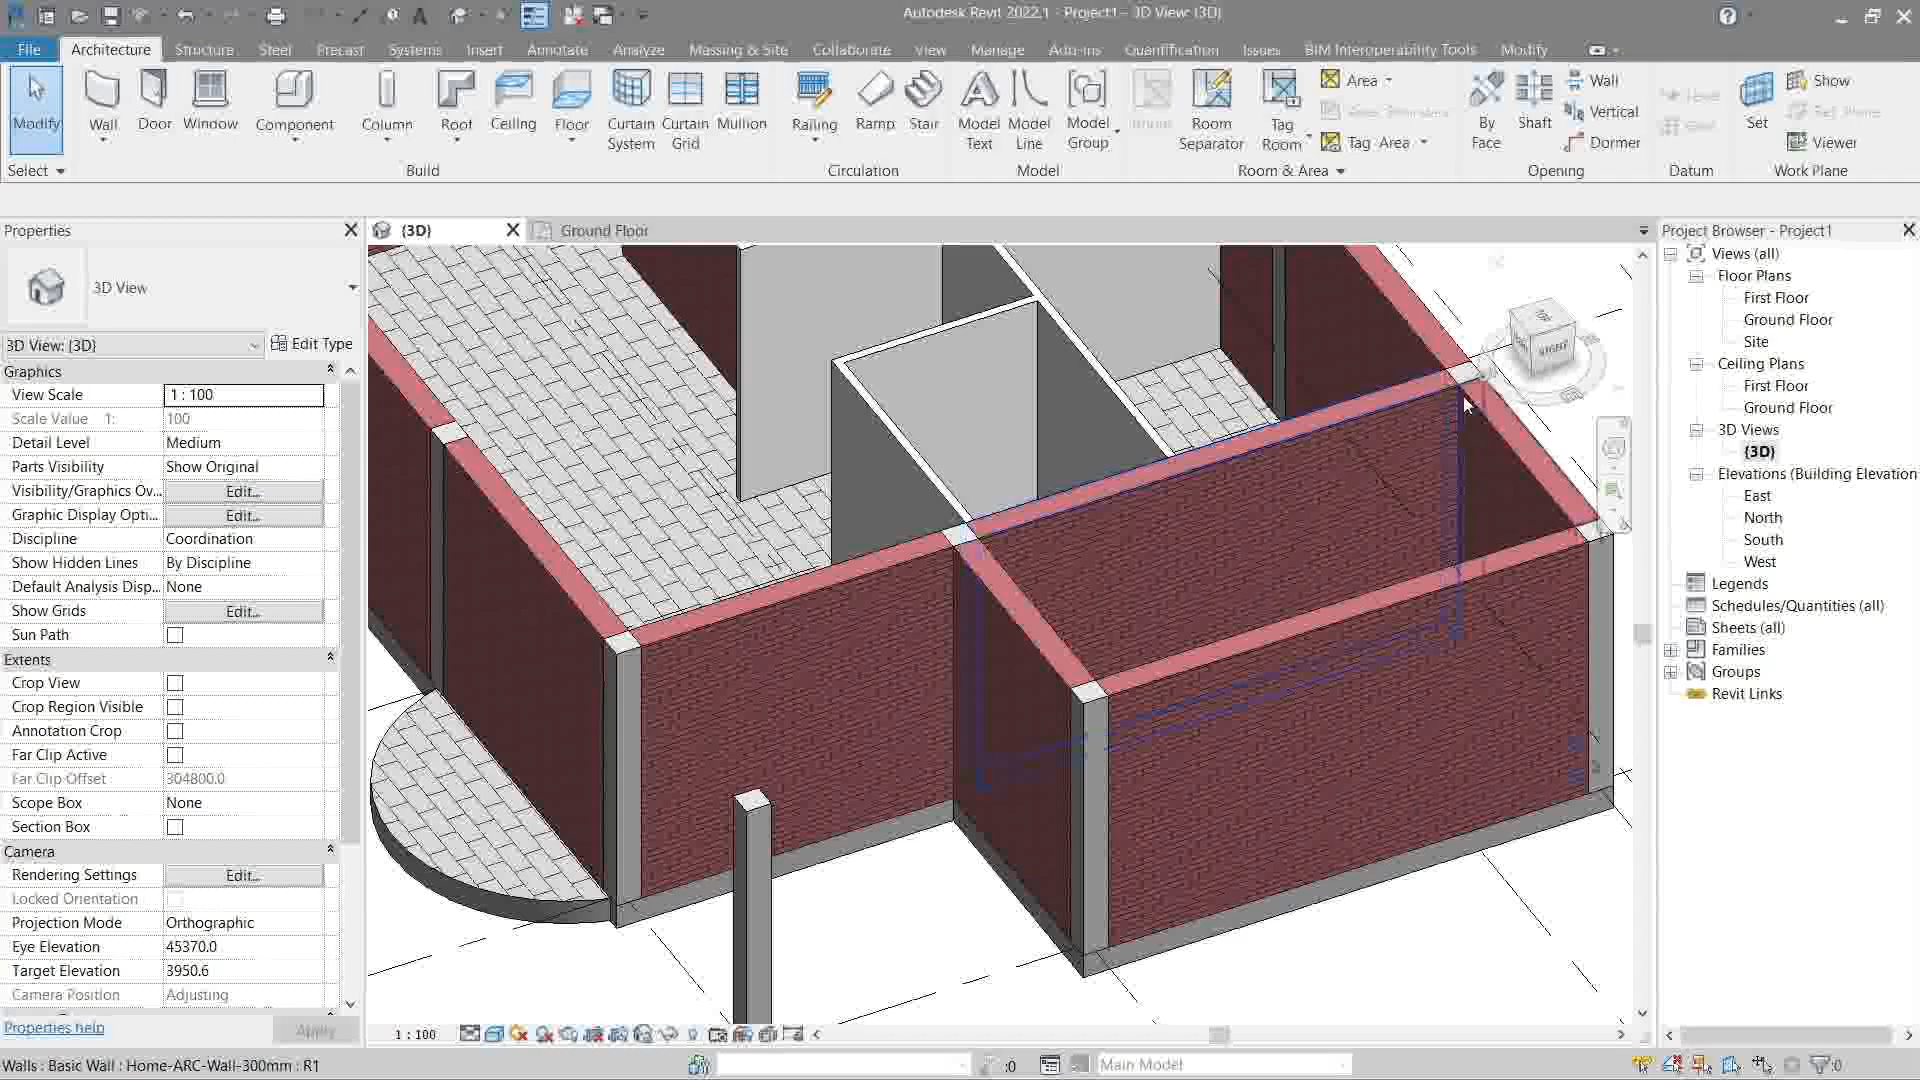 Autodesk Revit 2022.1 - Project1 - 3D View: {3D}
File Architecture Structure Steel Precast Systems Insert Annotate Analyze Massing & Site Collaborate View Manage Add-Ins Quantification Issues BIM Interoperability Tools Modify
Modify Wall Door Window Component Column Roof Ceiling Floor Curtain System Curtain Grid Mullion Railing Ramp Stair Model Text Model Line Model Group Room Separator Tag Room
Area
Tag Area
By Face Shaft
Wall
Vertical
Dormer
Set
Show
Viewer
Select Build Circulation Model Room & Area Opening Datum Work Plane
Properties
3D View
3D View: {3D} Edit Type
Graphics
View Scale 1 : 100
Scale Value 1: 100
Detail Level Medium
Parts Visibility Show Original
Visibility/Graphics Ov... Edit...
Graphic Display Opti... Edit...
Discipline Coordination
Show Hidden Lines By Discipline
Default Analysis Disp... None
Show Grids Edit...
Sun Path
Extents
Crop View
Crop Region Visible
Annotation Crop
Far Clip Active
Far Clip Offset 304800.0
Scope Box None
Section Box
Camera
Rendering Settings Edit...
Locked Orientation
Projection Mode Orthographic
Eye Elevation 45370.0
Target Elevation 3950.6
Camera Position Adjusting
Properties help Apply
{3D} Ground Floor
TOP
RIGHT
1 : 100
Project Browser - Project1
Views (all)
Floor Plans
First Floor
Ground Floor
Site
Ceiling Plans
First Floor
Ground Floor
3D Views
{3D}
Elevations (Building Elevation
East
North
South
West
Legends
Schedules/Quantities (all)
Sheets (all)
Families
Groups
Revit Links
Walls : Basic Wall : Home-ARC-Wall-300mm : R1
:0
Main Model
:0